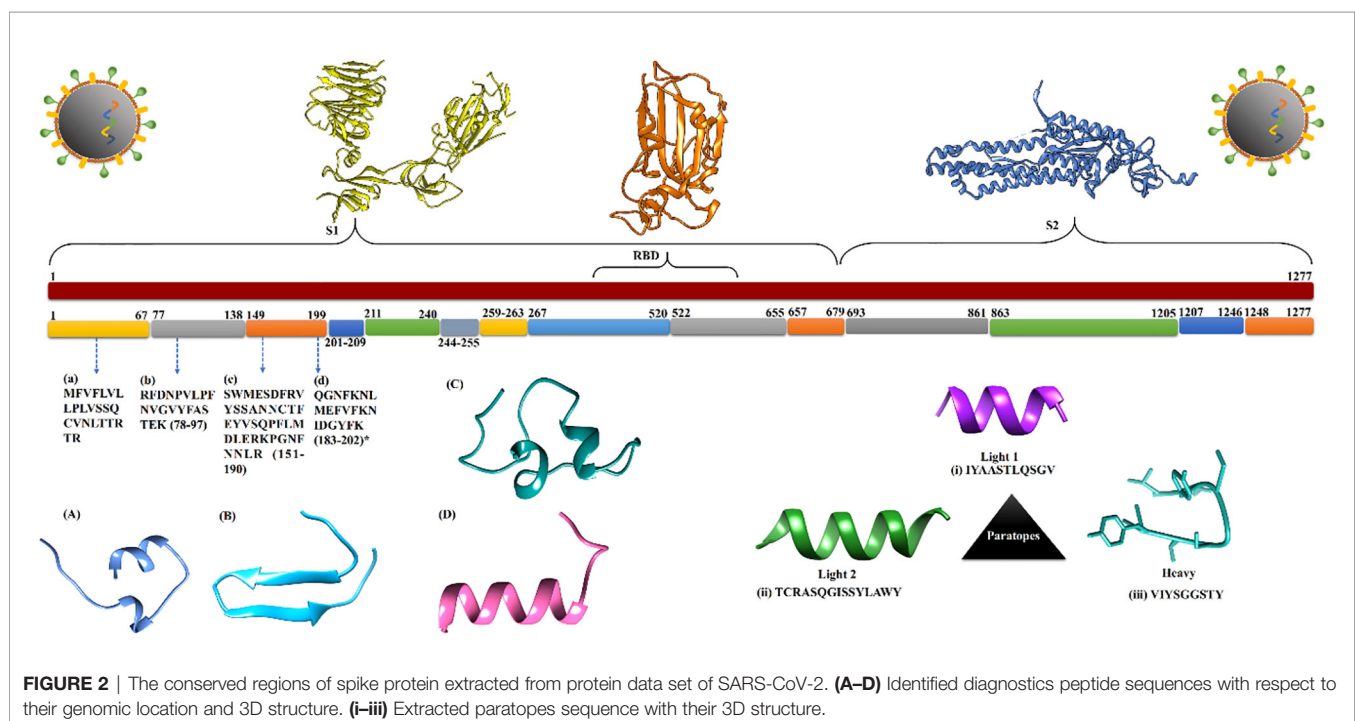 S1
S2
RBD
1
1277
1 67 77 138 149 199 211 240 259-263 267 520 522 655 657 679 693 861 863 1205 1207 1246 1248 1277
201-209 244-255
(a)
MFVFLVL
LPLVSSQ
CVNLTTR
TR
(b)
RFDNPVLPF
NVGVYFAS
TEK (78-97)
(c)
SWMESDFRV
YSSANNCTF
EYVSQPFLM
DLERKPGNF
NNLR (151-
190)
(d)
QGNFKNL
MEFVFKN
IDGYFK
(183-202)*
(C)
Light 1
(i) IYAASTLQSGV
(A)
(B)
(D)
Paratopes
Light 2
(ii) TCRASQGISSYLAWY
Heavy
(iii) VIYSGGSTY
FIGURE 2 | The conserved regions of spike protein extracted from protein data set of SARS-CoV-2. (A–D) Identified diagnostics peptide sequences with respect to
their genomic location and 3D structure. (i–iii) Extracted paratopes sequence with their 3D structure.